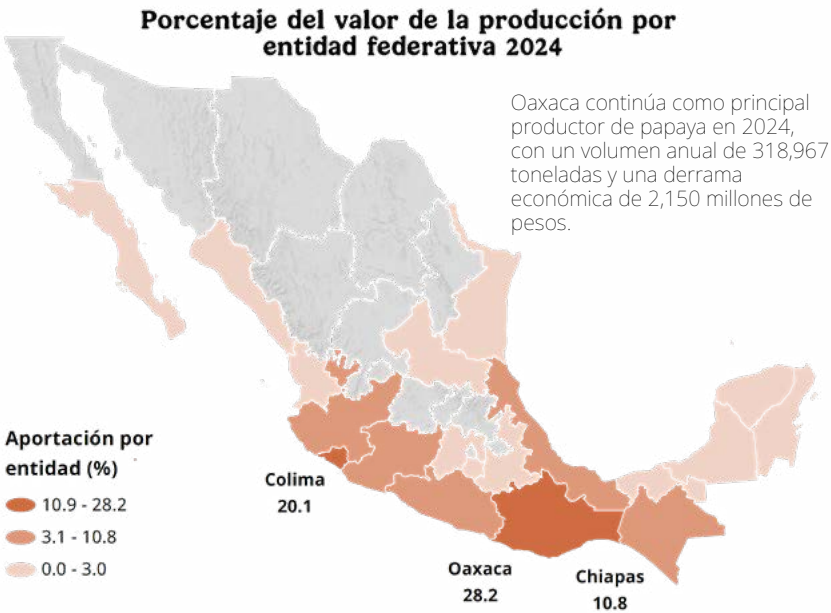 Porcentaje del valor de la producción por
entidad federativa 2024
Oaxaca continúa como principal
productor de papaya en 2024,
con un volumen anual de 318,967
toneladas y una derrama
económica de 2,150 millones de
pesos.
Aportación por
entidad (%)
10.9 - 28.2
3.1 - 10.8
0.0 - 3.0
Colima
20.1
Oaxaca
28.2
Chiapas
10.8